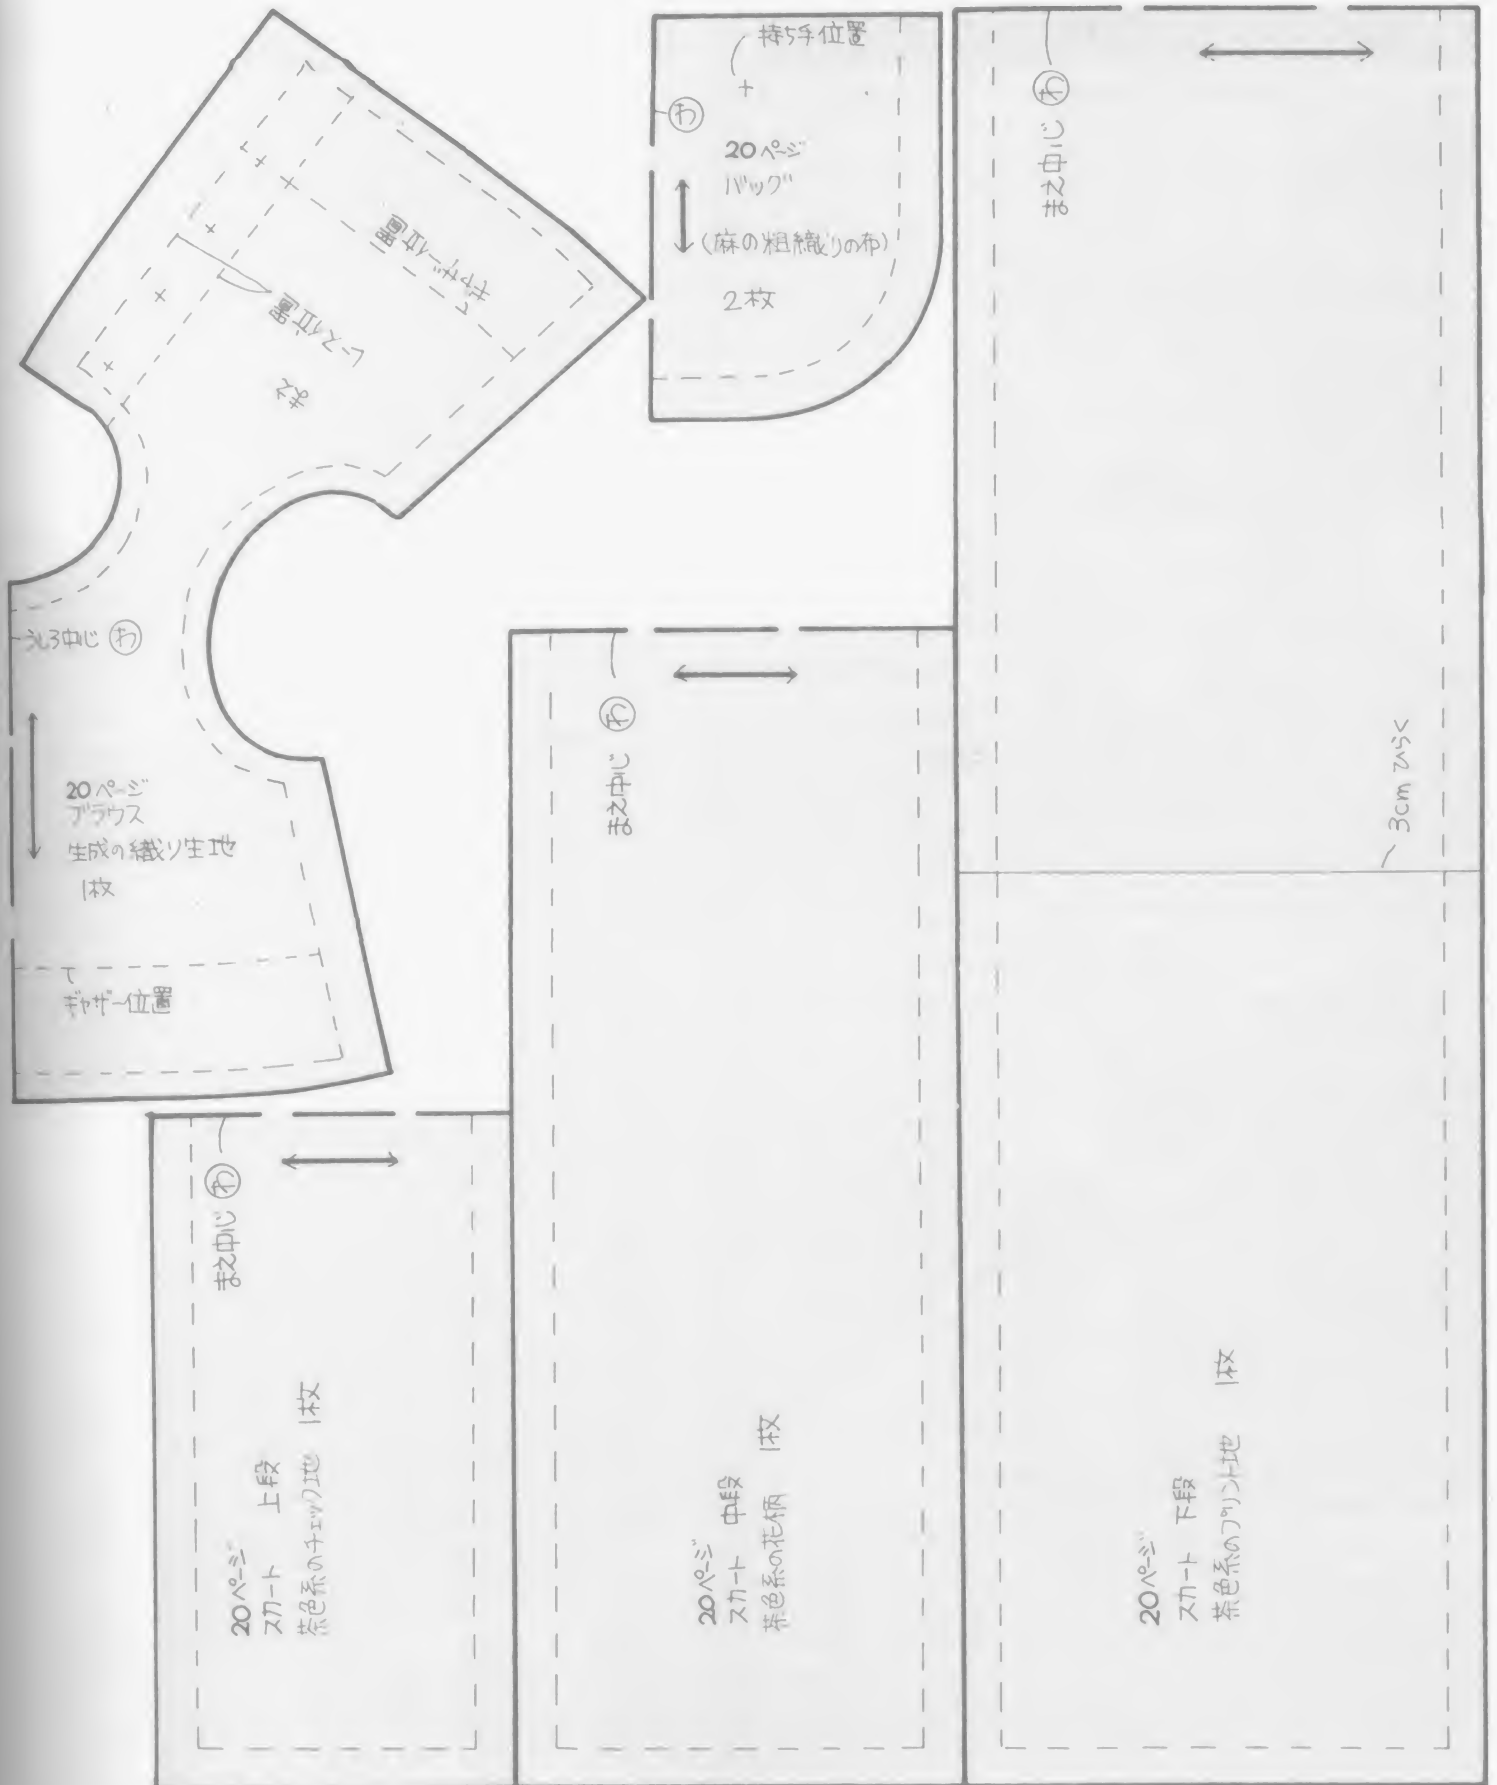 持ち手位置
わ
20ページ
バッグ
(麻の粗織りの布)
2枚
まえ中心 わ
3cm ひらく
20ページ
スカート 下段
茶色系のプリント地 1枚
ギャザー位置
レース位置
まえ
うしろ中心 わ
20ページ
ブラウス
生成の織り生地
1枚
ギャザー位置
まえ中心 わ
20ページ
スカート 中段
茶色系の花柄 1枚
まえ中心 わ
20ページ
スカート 上段
茶色系のチェック地 1枚